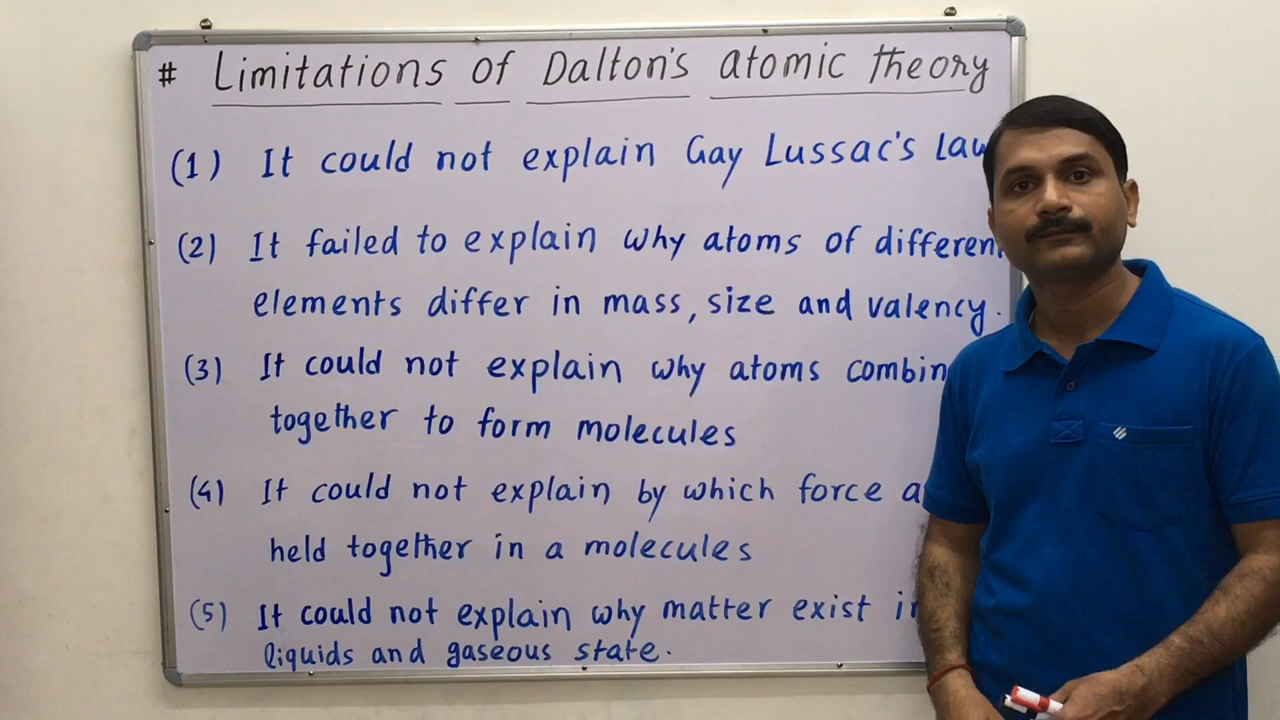 # Limitations of Dalton's atomic theory
(1) It could not explain Gay Lussac's law
(2) It failed to explain why atoms of different
elements differ in mass, size and valency.
(3) It could not explain why atoms combin
together to form molecules
(4) It could not explain by which force a
held together in a molecules
(5) It could not explain why matter exist in
liquids and gaseous state.